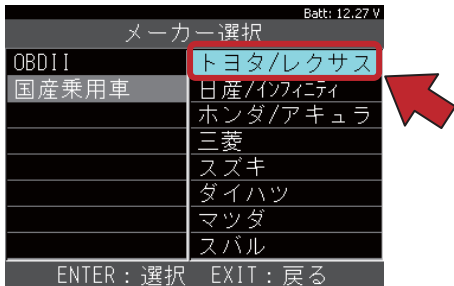 Batt: 12.27 V
メーカー選択
OBDII
国産乗用車
トヨタ/レクサス
日産/インフィニティ
ホンダ/アキュラ
三菱
スズキ
ダイハツ
マツダ
スバル
ENTER：選択 EXIT：戻る